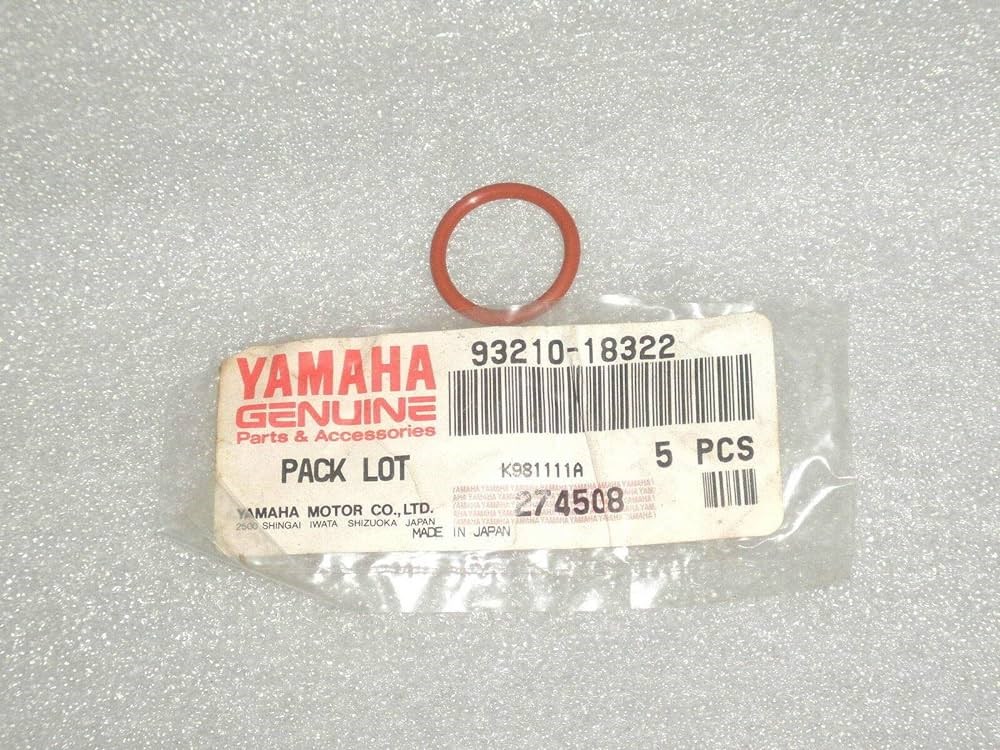 YAMAHA
GENUINE
Parts & Accessories
93210-18322
PACK LOT
5 PCS
K981111A
274508
YAMAHA MOTOR CO.,LTD.
2500 SHINGAI IWATA SHIZUOKA JAPAN
MADE IN JAPAN